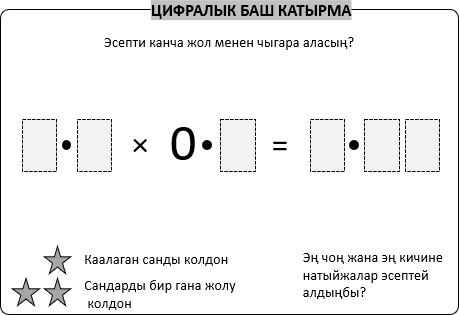 ЦИФРАЛЫК БАШ КАТЫРМА
Эсепти канча жол менен чыгара аласың?
. × 0. = .
Каалаган санды колдон
Сандарды бир гана жолу
колдон
Эң чоң жана эң кичине
натыйжалар эсептей
алдыңбы?